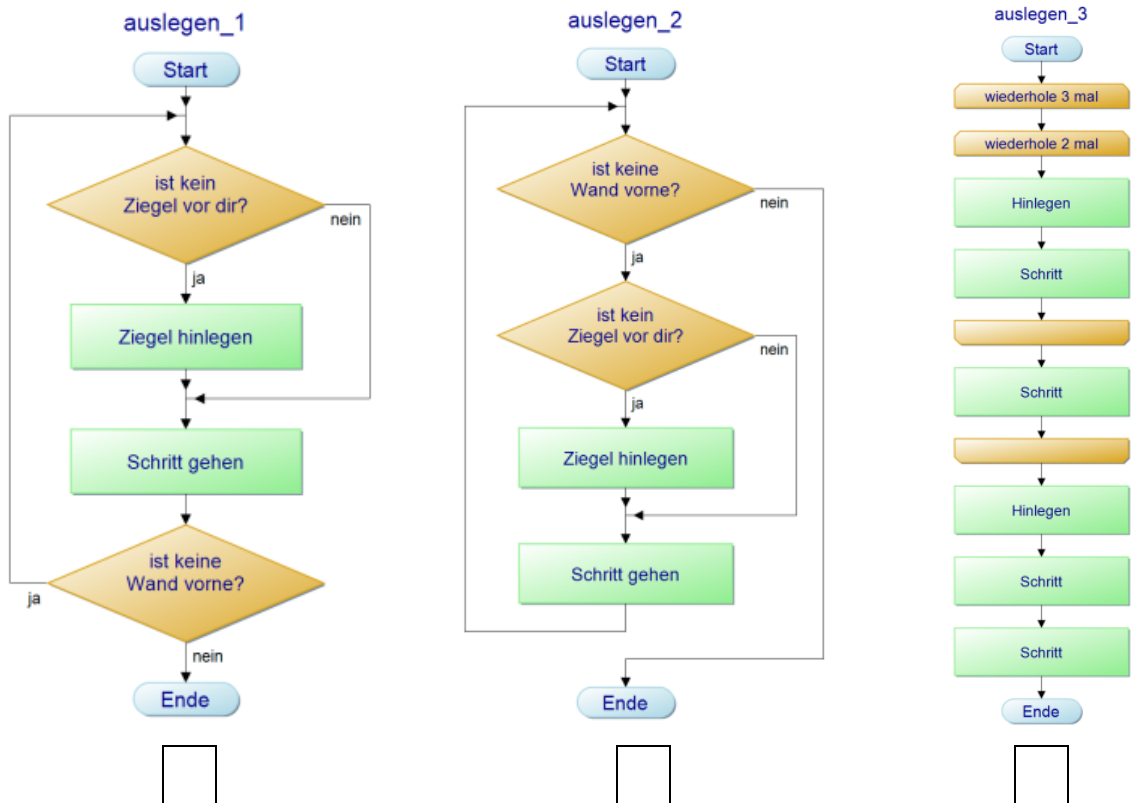 auslegen_1
Start
ist kein
Ziegel vor dir?
nein
ja
Ziegel hinlegen
Schritt gehen
ist keine
Wand vorne?
ja
nein
Ende
auslegen_2
Start
ist keine
Wand vorne?
nein
ja
ist kein
Ziegel vor dir?
nein
ja
Ziegel hinlegen
Schritt gehen
Ende
auslegen_3
Start
wiederhole 3 mal
wiederhole 2 mal
Hinlegen
Schritt
Schritt
Hinlegen
Schritt
Schritt
Ende